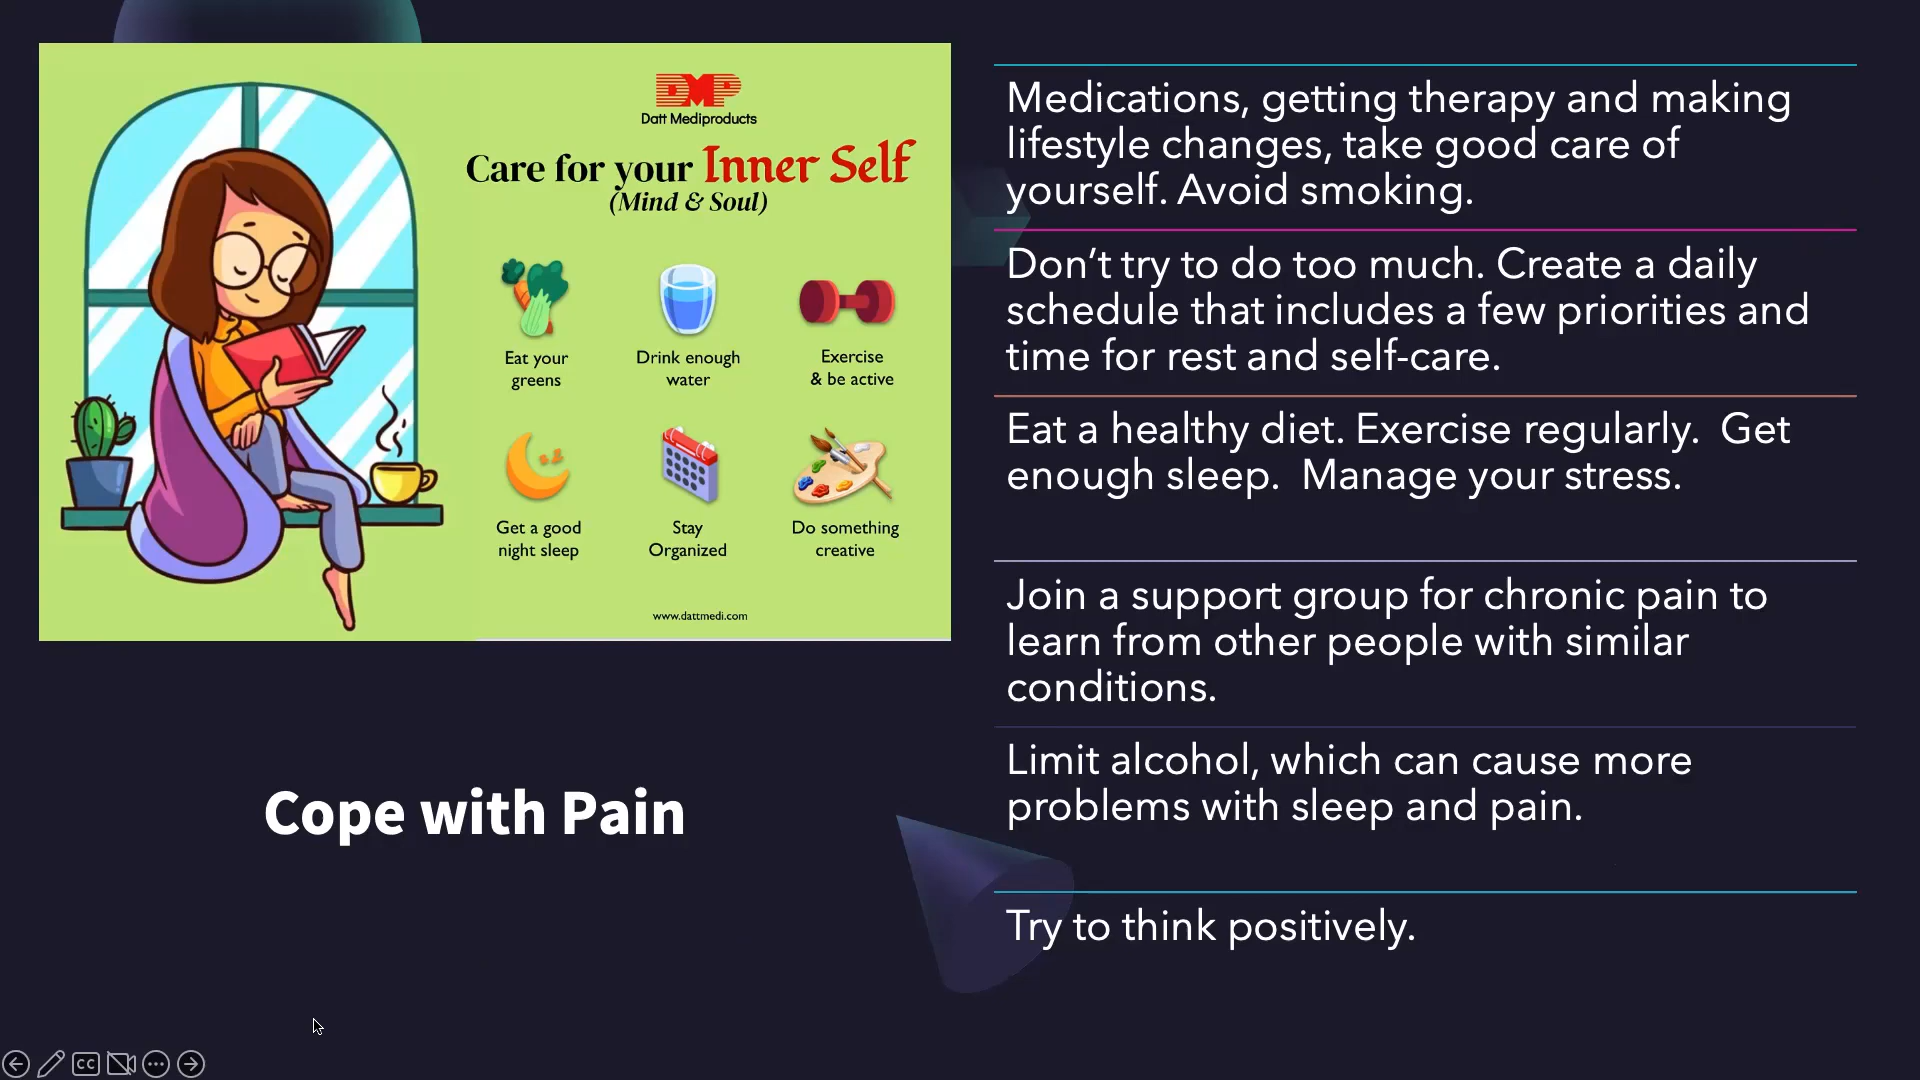 DMP
Datt Mediproducts
Care for your Inner Self
(Mind & Soul)
Eat your
greens
Drink enough
water
Exercise
& be active
Get a good
night sleep
Stay
Organized
Do something
creative
www.dattmedi.com
Cope with Pain
Medications, getting therapy and making
lifestyle changes, take good care of
yourself. Avoid smoking.
Don’t try to do too much. Create a daily
schedule that includes a few priorities and
time for rest and self-care.
Eat a healthy diet. Exercise regularly.  Get
enough sleep.  Manage your stress.
Join a support group for chronic pain to
learn from other people with similar
conditions.
Limit alcohol, which can cause more
problems with sleep and pain.
Try to think positively.
CC